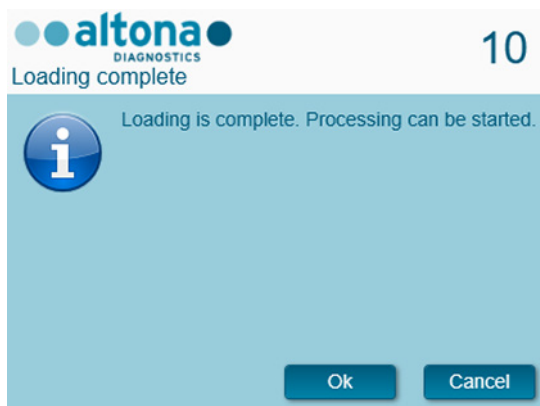 altona
DIAGNOSTICS
10
Loading complete
Loading is complete. Processing can be started.
Ok
Cancel